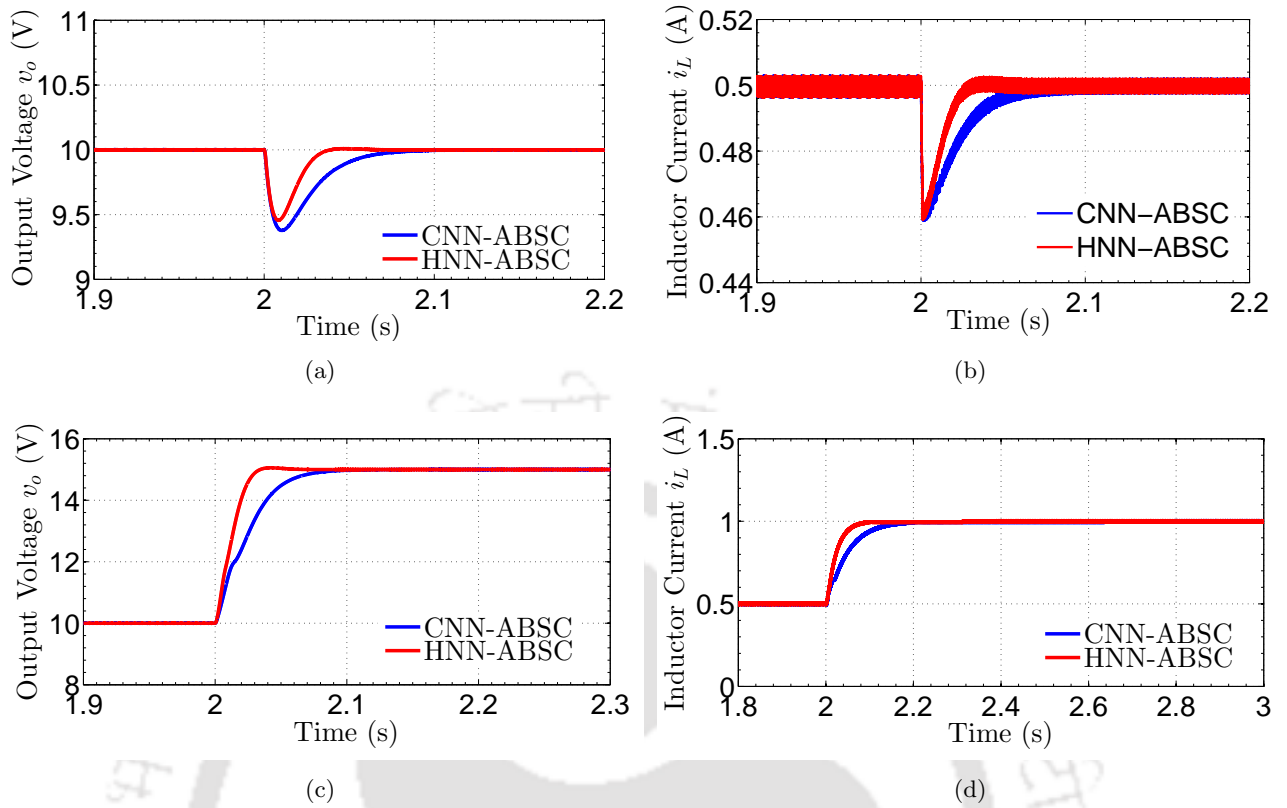 Output Voltage v_o (V)
11
10.5
10
9.5
9
1.9
2
2.1
2.2
CNN-ABSC
HNN-ABSC
Time (s)
(a)
Inductor Current i_L (A)
0.52
0.5
0.48
0.46
0.44
1.9
2
2.1
2.2
CNN–ABSC
HNN–ABSC
Time (s)
(b)
Output Voltage v_o (V)
16
14
12
10
8
1.9
2
2.1
2.2
2.3
CNN-ABSC
HNN-ABSC
Time (s)
(c)
Inductor Current i_L (A)
1.5
1
0.5
0
1.8
2
2.2
2.4
2.6
2.8
3
CNN-ABSC
HNN-ABSC
Time (s)
(d)